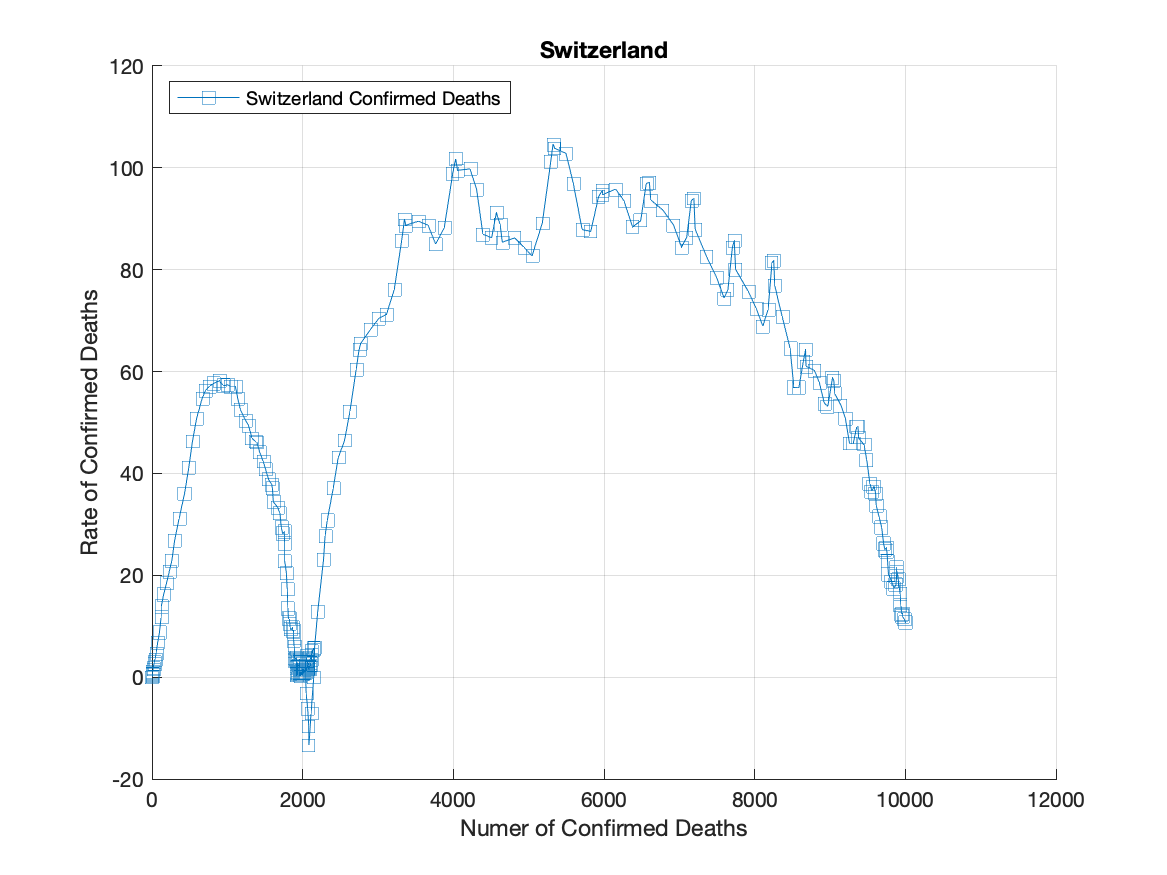 Switzerland
Switzerland Confirmed Deaths
120
100
80
60
40
20
0
-20
Rate of Confirmed Deaths
0 2000 4000 6000 8000 10000 12000
Numer of Confirmed Deaths